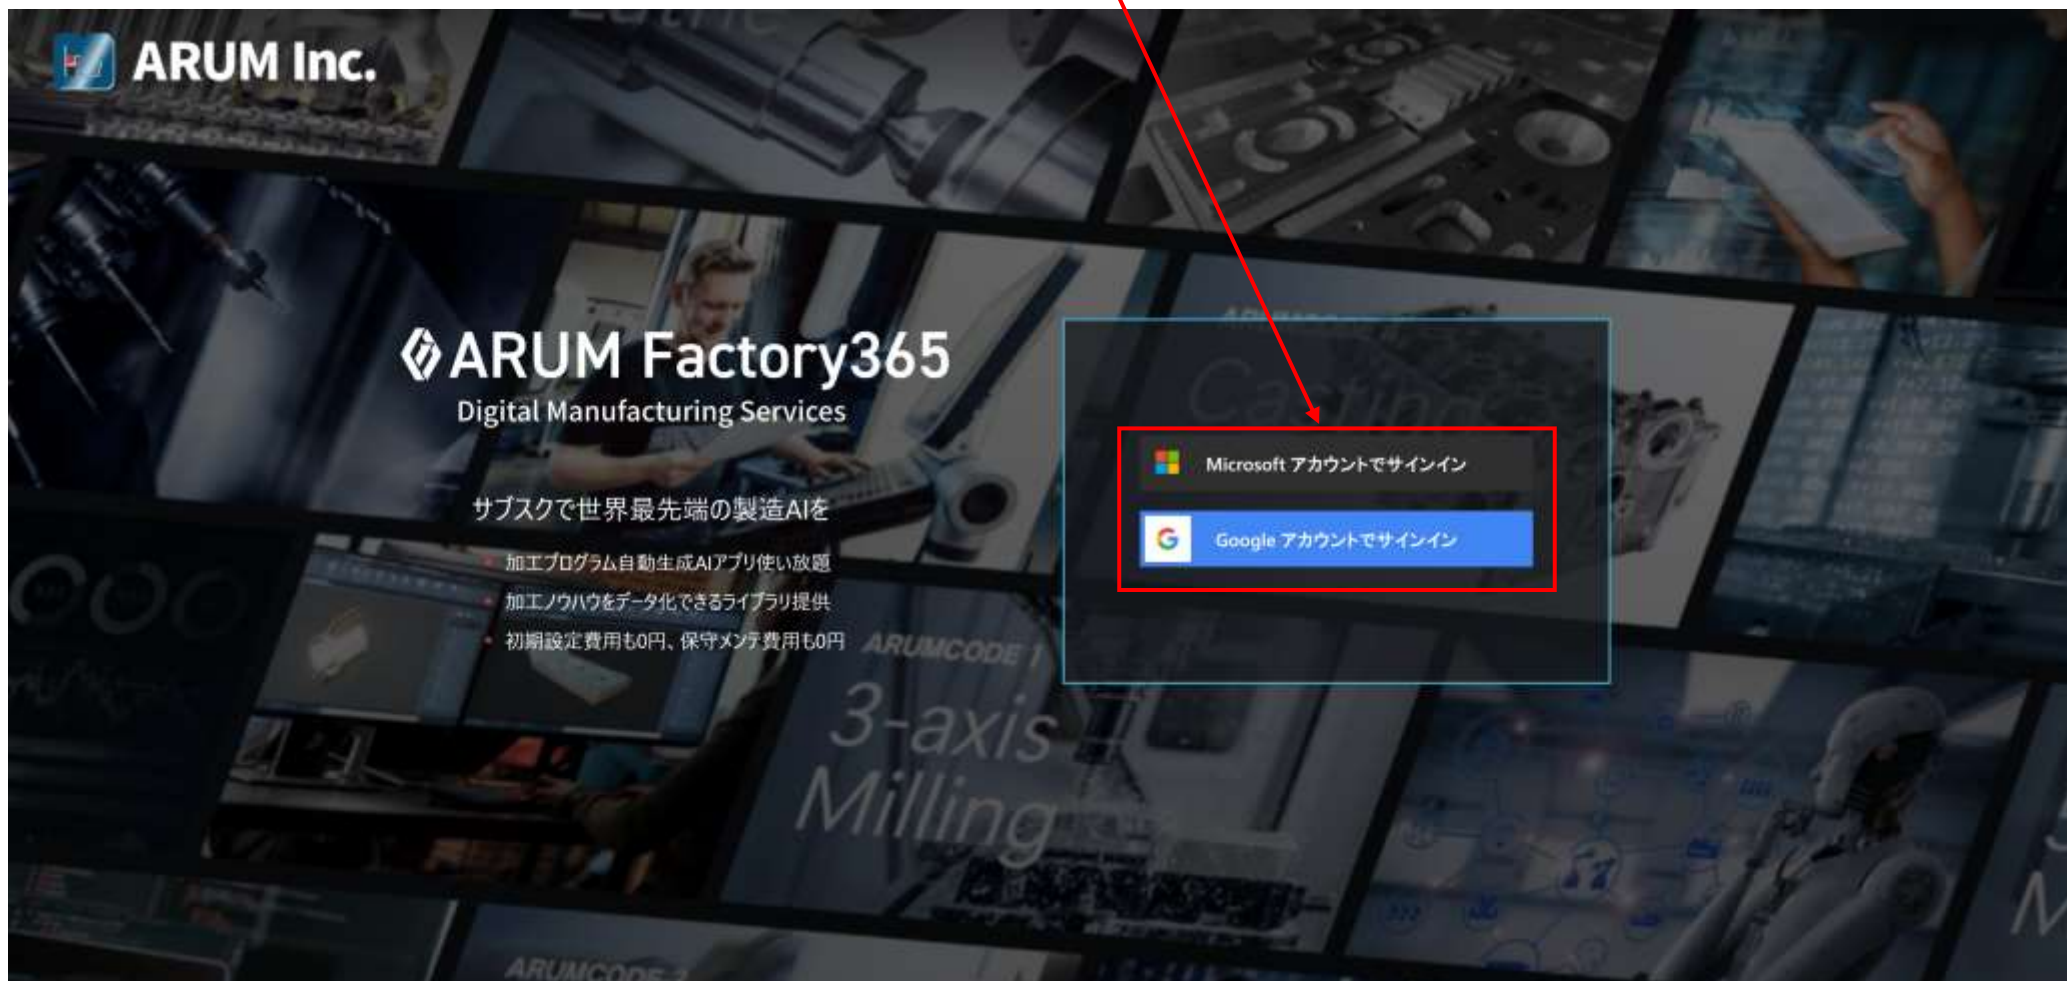 ARUM Inc.
ARUM Factory365
Digital Manufacturing Services
サブスクで世界最先端の製造AIを
加工プログラム自動生成AIアプリ使い放題
加工ノウハウをデータ化できるライブラリ提供
初期設定費用も0円、保守メンテ費用も0円
Microsoft アカウントでサインイン
Google アカウントでサインイン
Casting
ARUMCODE 1
3-axis
Milling
ARUMCODE 2